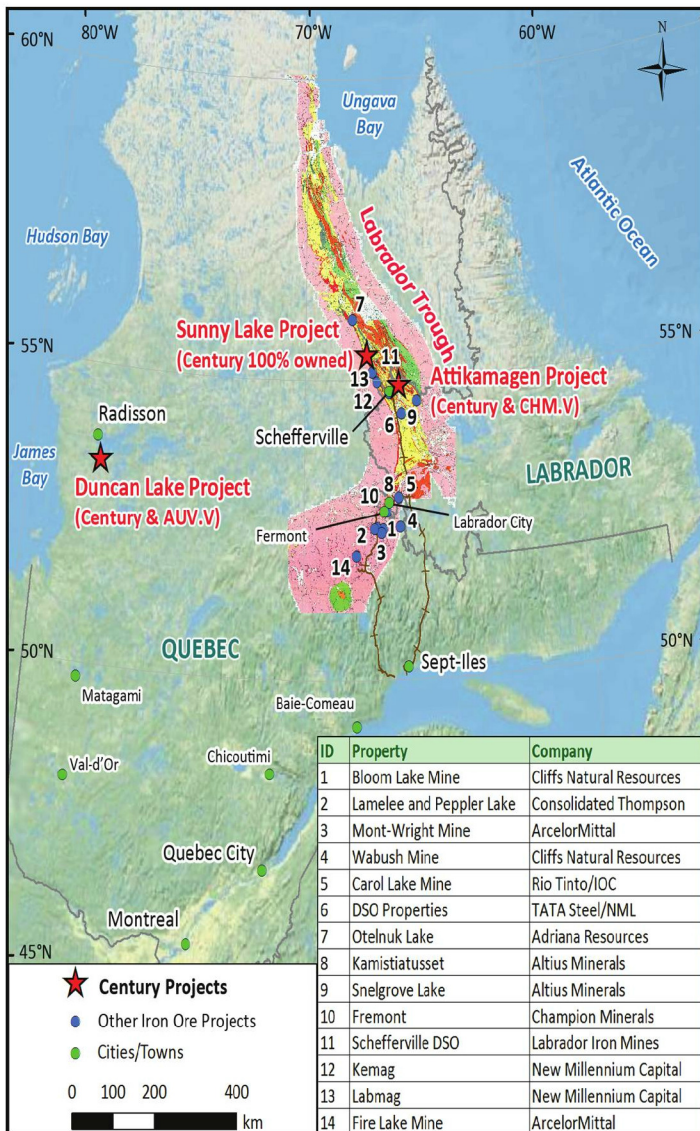 60°N
80°W
70°W
60°W
N
Ungava
Bay
Atlantic Ocean
Hudson Bay
Labrador Trough
7
55°N
55°N
Sunny Lake Project
(Century 100% owned)
11
13
Attikamagen Project
(Century & CHM.V)
12
6
9
Schefferville
Radisson
James
Bay
Duncan Lake Project
(Century & AUV.V)
LABRADOR
8
5
10
Labrador City
Fermont
4
2
1
3
14
50°N
50°N
QUEBEC
Sept-Iles
Matagami
Baie-Comeau
Val-d'Or
Chicoutimi
Quebec City
Montreal
45°N
ID Property Company
1 Bloom Lake Mine Cliffs Natural Resources
2 Lamelee and Peppler Lake Consolidated Thompson
3 Mont-Wright Mine ArcelorMittal
4 Wabush Mine Cliffs Natural Resources
5 Carol Lake Mine Rio Tinto/IOC
6 DSO Properties TATA Steel/NML
7 Otelnuk Lake Adriana Resources
8 Kamistiatusset Altius Minerals
9 Snelgrove Lake Altius Minerals
10 Fremont Champion Minerals
11 Schefferville DSO Labrador Iron Mines
12 Kemag New Millennium Capital
13 Labmag New Millennium Capital
14 Fire Lake Mine ArcelorMittal
Century Projects
Other Iron Ore Projects
Cities/Towns
0 100 200 400
km